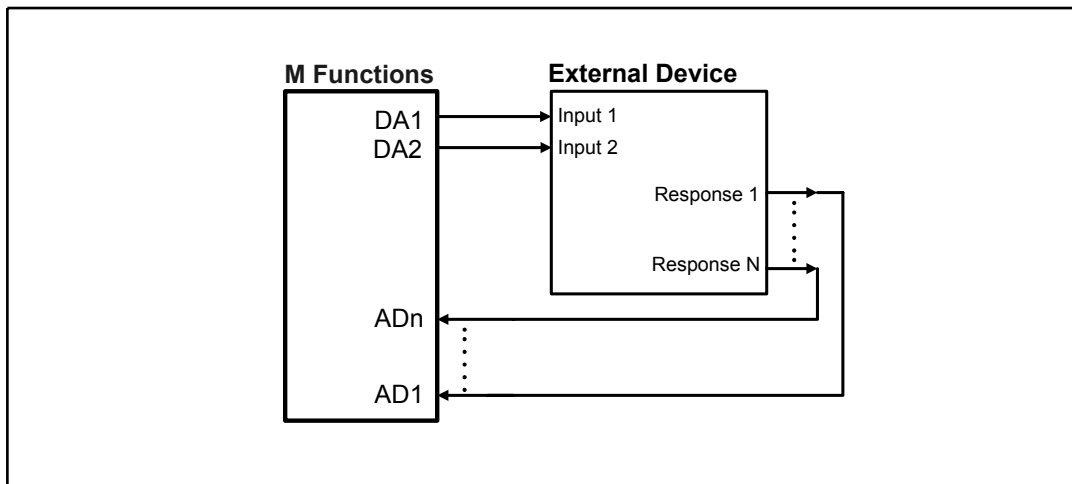 M Functions
DA1
DA2
ADn
AD1
External Device
Input 1
Input 2
Response 1
Response N